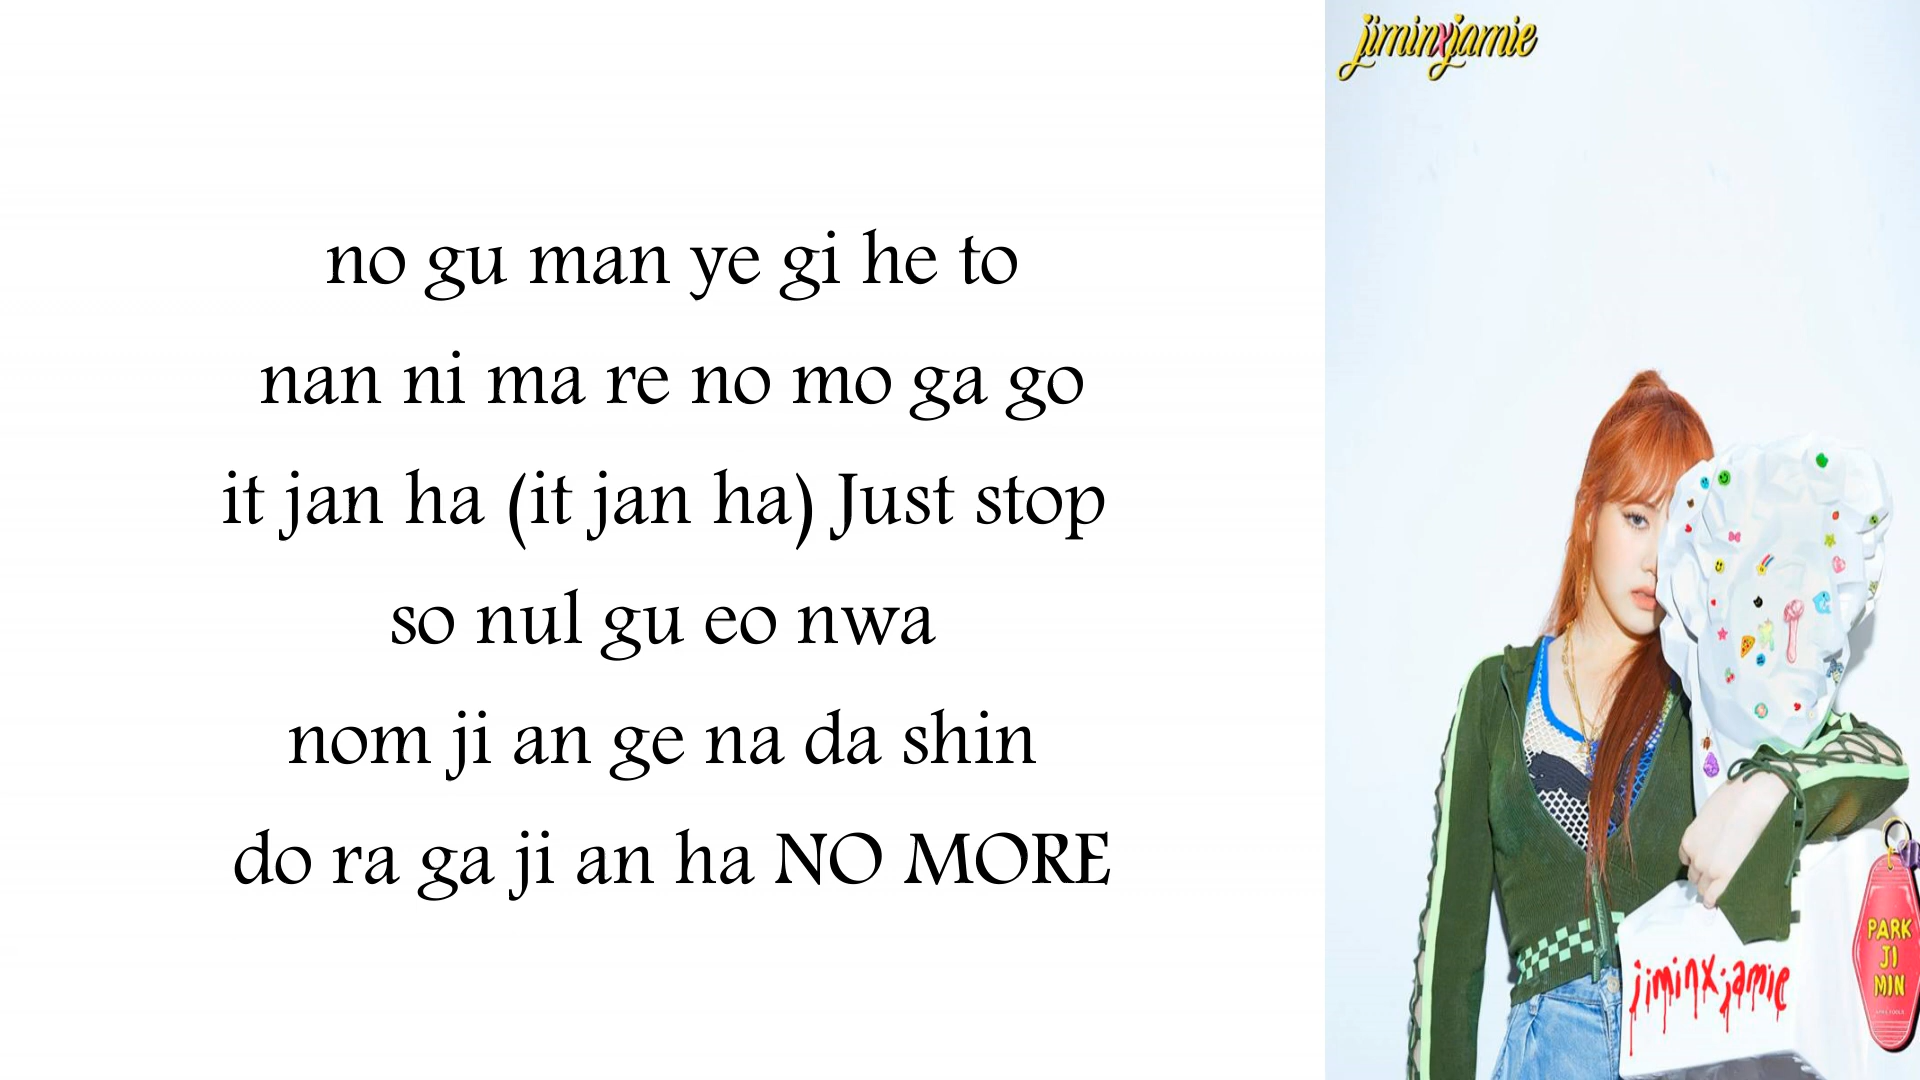 no gu man ye gi he to
nan ni ma re no mo ga go
it jan ha (it jan ha) Just stop
so nul gu eo nwa
nom ji an ge na da shin
do ra ga ji an ha NO MORE
jiminxjamie
jiminxjamie
PARK
JI
MIN